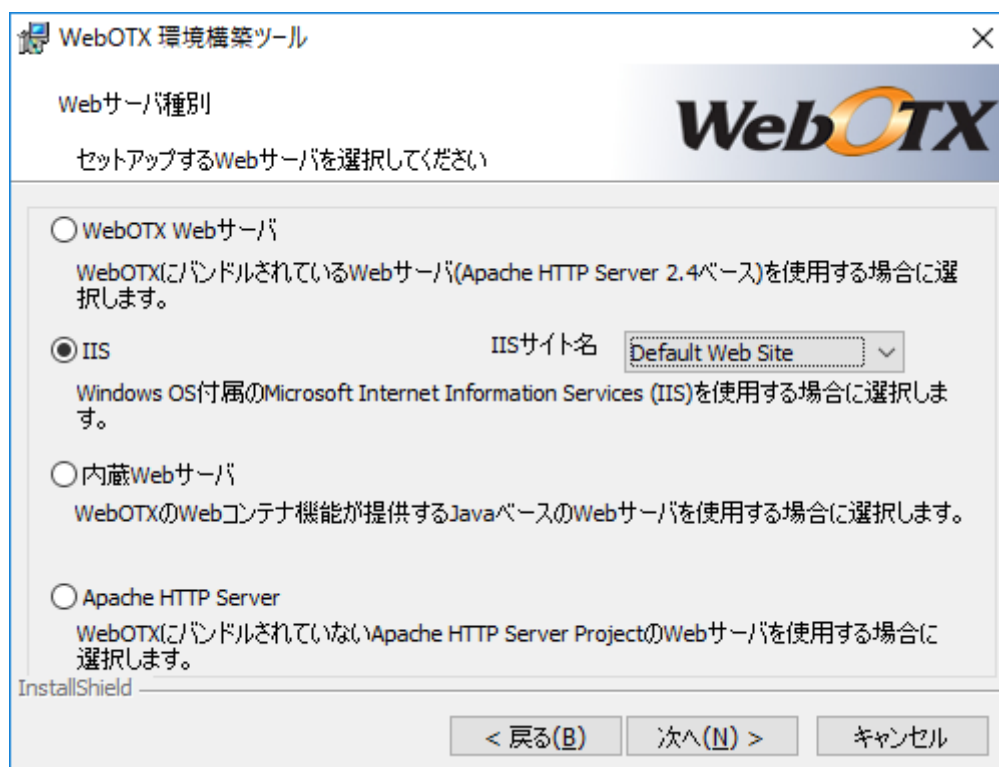 WebOTX 環境構築ツール
Webサーバ種別
WebOTX
セットアップするWebサーバを選択してください
WebOTX Webサーバ
WebOTXにバンドルされているWebサーバ(Apache HTTP Server 2.4ベース)を使用する場合に選
択します。
IIS IISサイト名 Default Web Site
Windows OS付属のMicrosoft Internet Information Services (IIS)を使用する場合に選択しま
す。
内蔵Webサーバ
WebOTXのWebコンテナ機能が提供するJavaベースのWebサーバを使用する場合に選択します。
Apache HTTP Server
WebOTXにバンドルされていないApache HTTP Server ProjectのWebサーバを使用する場合に
選択します。
InstallShield
< 戻る(B) 次へ(N) > キャンセル